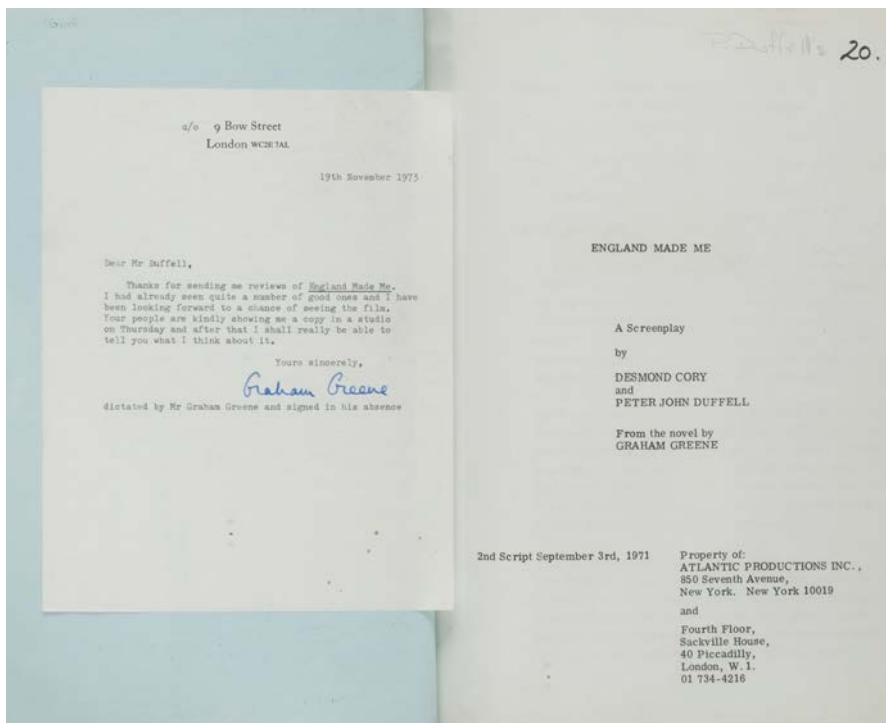 a/o 9 Bow Street
London WC2E 7AL
19th November 1973
Dear Mr Duffell,
Thanks for sending me reviews of England Made Me.
I had already seen quite a number of good ones and I have
been looking forward to a chance of seeing the film.
Your people are kindly showing me a copy in a studio
on Thursday and after that I shall really be able to
tell you what I think about it.
Yours sincerely,
Graham Greene
dictated by Mr Graham Greene and signed in his absence
P. Duffell's 20.
ENGLAND MADE ME
A Screenplay
by
DESMOND CORY
and
PETER JOHN DUFFELL
From the novel by
GRAHAM GREENE
2nd Script September 3rd, 1971
Property of:
ATLANTIC PRODUCTIONS INC.,
850 Seventh Avenue,
New York. New York 10019
and
Fourth Floor,
Sackville House,
40 Piccadilly,
London, W. 1.
01 734-4216